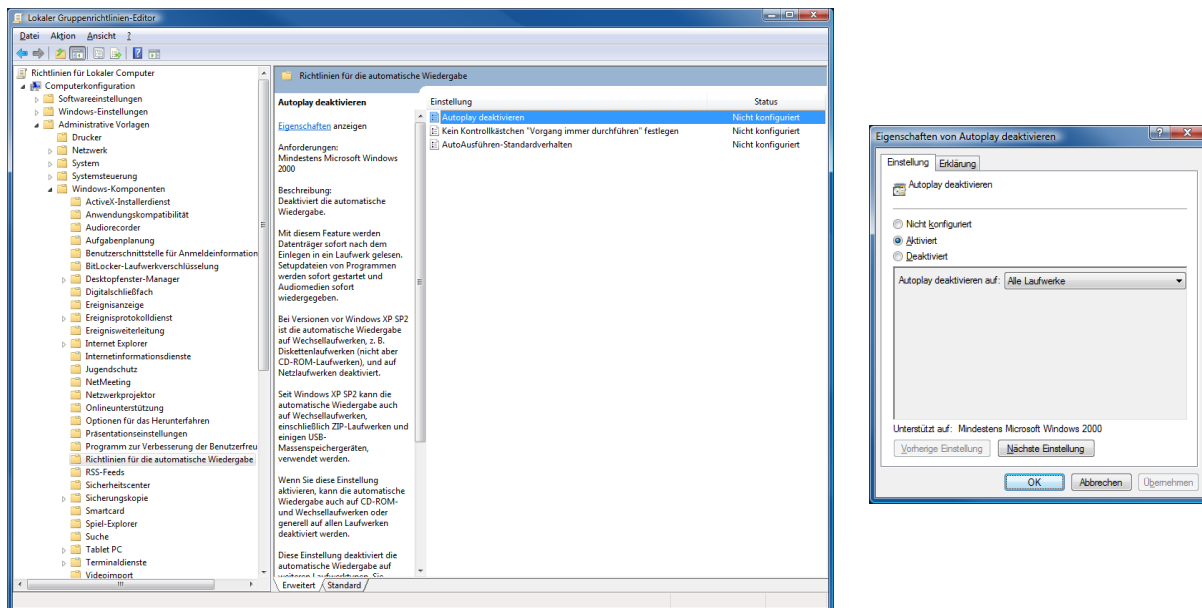 Lokaler Gruppenrichtlinien-Editor
Datei Aktion Ansicht ?
Richtlinien für Lokaler Computer
Computerkonfiguration
Softwareeinstellungen
Windows-Einstellungen
Administrative Vorlagen
Drucker
Netzwerk
System
Systemsteuerung
Windows-Komponenten
ActiveX-Installerdienst
Anwendungskompatibilität
Audiorecorder
Aufgabenplanung
Benutzerschnittstelle für Anmeldeinformation
BitLocker-Laufwerkverschlüsselung
Desktopfenster-Manager
Digitalschließfach
Ereignisanzeige
Ereignisprotokolldienst
Ereignisweiterleitung
Internet Explorer
Internetinformationsdienste
Jugendschutz
NetMeeting
Netzwerkprojektor
Onlineunterstützung
Optionen für das Herunterfahren
Präsentationseinstellungen
Programm zur Verbesserung der Benutzerfreu
Richtlinien für die automatische Wiedergabe
RSS-Feeds
Sicherheitscenter
Sicherungskopie
Smartcard
Spiel-Explorer
Suche
Tablet PC
Terminaldienste
Videoimport
Richtlinien für die automatische Wiedergabe
Autoplay deaktivieren
Eigenschaften anzeigen
Anforderungen:
Mindestens Microsoft Windows
2000
Beschreibung:
Deaktiviert die automatische
Wiedergabe.
Mit diesem Feature werden
Datenträger sofort nach dem
Einlegen in ein Laufwerk gelesen.
Setupdateien von Programmen
werden sofort gestartet und
Audiomedien sofort
wiedergegeben.
Bei Versionen vor Windows XP SP2
ist die automatische Wiedergabe
auf Wechsellaufwerken, z. B.
Diskettenlaufwerken (nicht aber
CD-ROM-Laufwerken), und auf
Netzlaufwerken deaktiviert.
Seit Windows XP SP2 kann die
automatische Wiedergabe auch
auf Wechsellaufwerken,
einschließlich ZIP-Laufwerken und
einigen USB-
Massenspeichergeräten,
verwendet werden.
Wenn Sie diese Einstellung
aktivieren, kann die automatische
Wiedergabe auch auf CD-ROM-
und Wechsellaufwerken oder
generell auf allen Laufwerken
deaktiviert werden.
Diese Einstellung deaktiviert die
automatische Wiedergabe auf
weiteren Laufwerktypen. Sie
Einstellung Status
Autoplay deaktivieren Nicht konfiguriert
Kein Kontrollkästchen "Vorgang immer durchführen" festlegen Nicht konfiguriert
AutoAusführen-Standardverhalten Nicht konfiguriert
Erweitert Standard
Eigenschaften von Autoplay deaktivieren
Einstellung Erklärung
Autoplay deaktivieren
Nicht konfiguriert
Aktiviert
Deaktiviert
Autoplay deaktivieren auf: Alle Laufwerke
Unterstützt auf: Mindestens Microsoft Windows 2000
Vorherige Einstellung Nächste Einstellung
OK Abbrechen Übernehmen